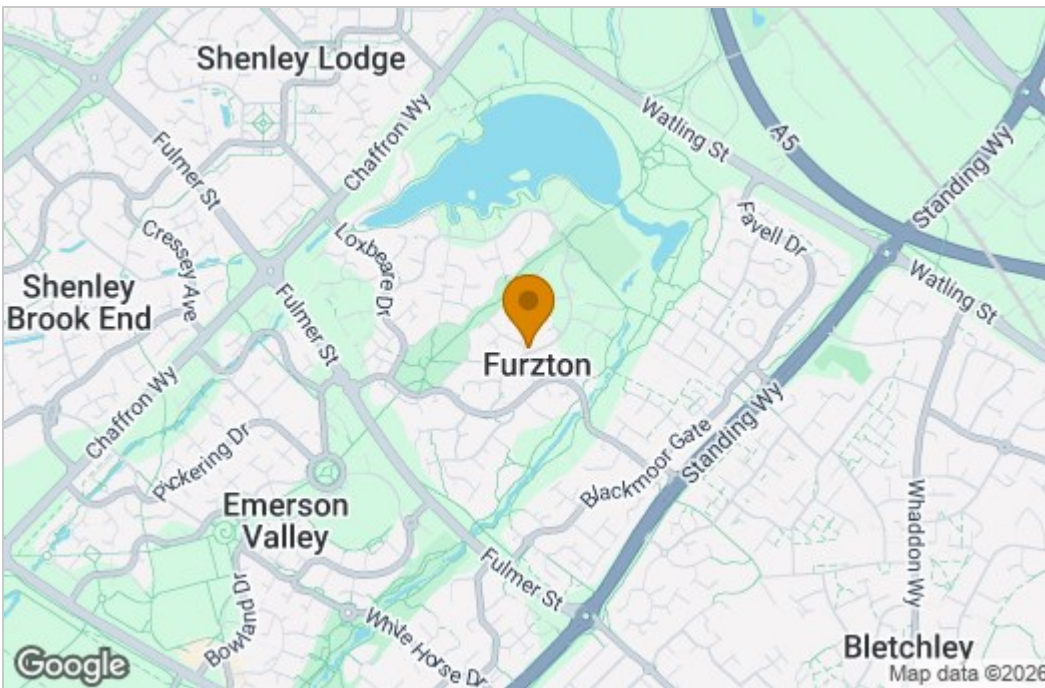 Shenley Lodge
Chaffron Wy
Watling St
A5
Standing Wy
Fulmer St
Cressey Ave
Loxbeare Dr
Favell Dr
Shenley
Brook End
Fulmer St
Watling St
Furzton
Chaffron Wy
Pickering Dr
Blackmoor Gate
Standing Wy
Emerson
Valley
Whaddon Wy
Fulmer St
Bowland Dr
White Horse Dr
Bletchley
Google
Map data ©2026